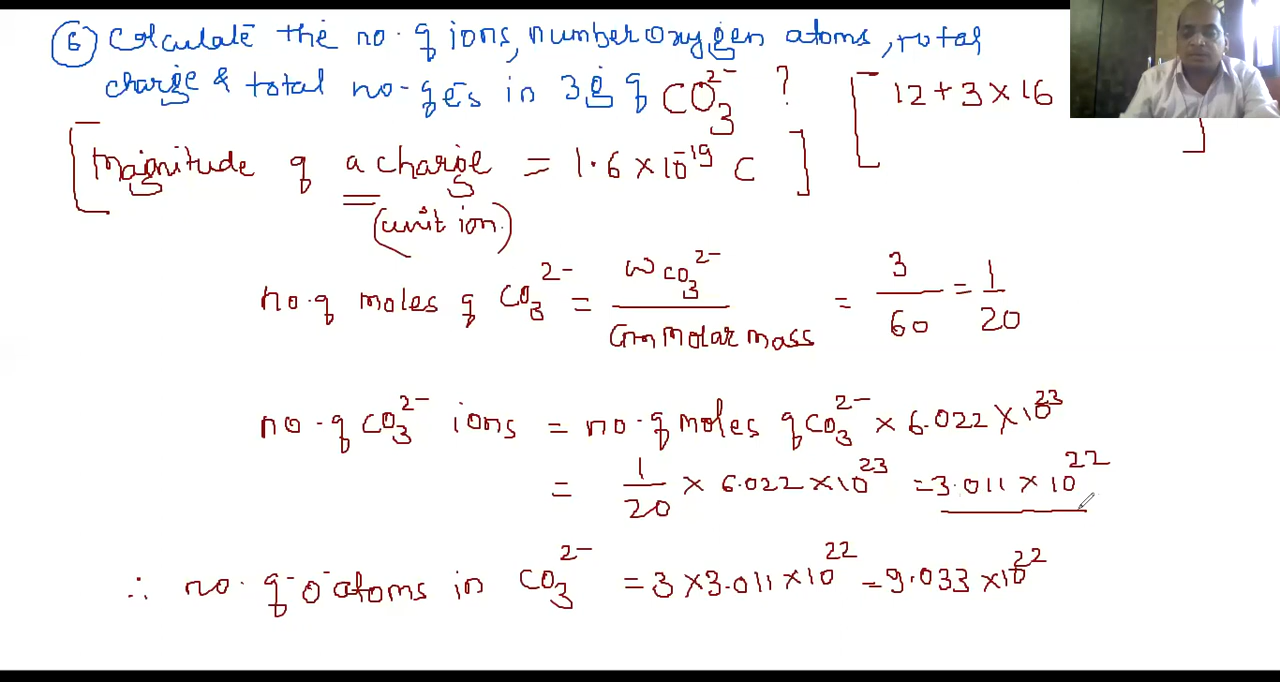 6 Calculate the no. of ions, number oxygen atoms, total
charge & total no. of es in 3g of CO₃²⁻ ? [ 12 + 3 × 16 ]
[ Magnitude of a charge = 1.6 × 10⁻¹⁹ C ]
(unit ion.)
no. of moles of CO₃²⁻ = W CO₃²⁻ / Gm Molar mass = 3 / 60 = 1 / 20
no. of CO₃²⁻ ions = no. of moles of CO₃²⁻ × 6.022 × 10²³
= 1 / 20 × 6.022 × 10²³ = 3.011 × 10²²
∴ no. of O atoms in CO₃²⁻ = 3 × 3.011 × 10²² = 9.033 × 10²²